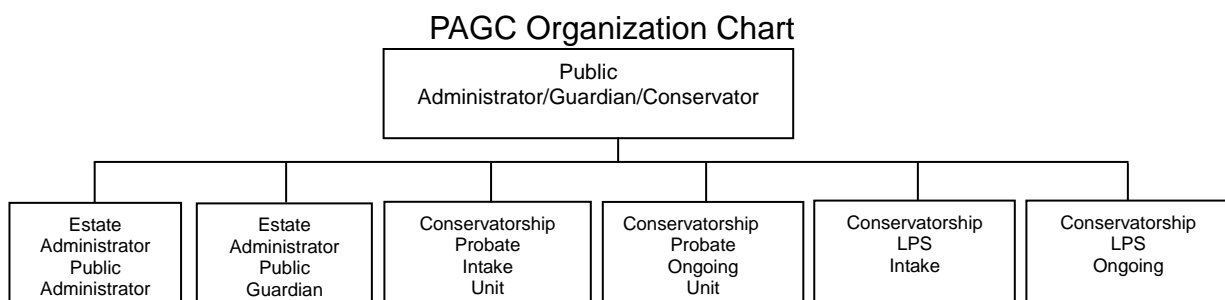 PAGC Organization Chart
Public
Administrator/Guardian/Conservator
Estate
Administrator
Public
Administrator
Estate
Administrator
Public
Guardian
Conservatorship
Probate
Intake
Unit
Conservatorship
Probate
Ongoing
Unit
Conservatorship
LPS
Intake
Conservatorship
LPS
Ongoing